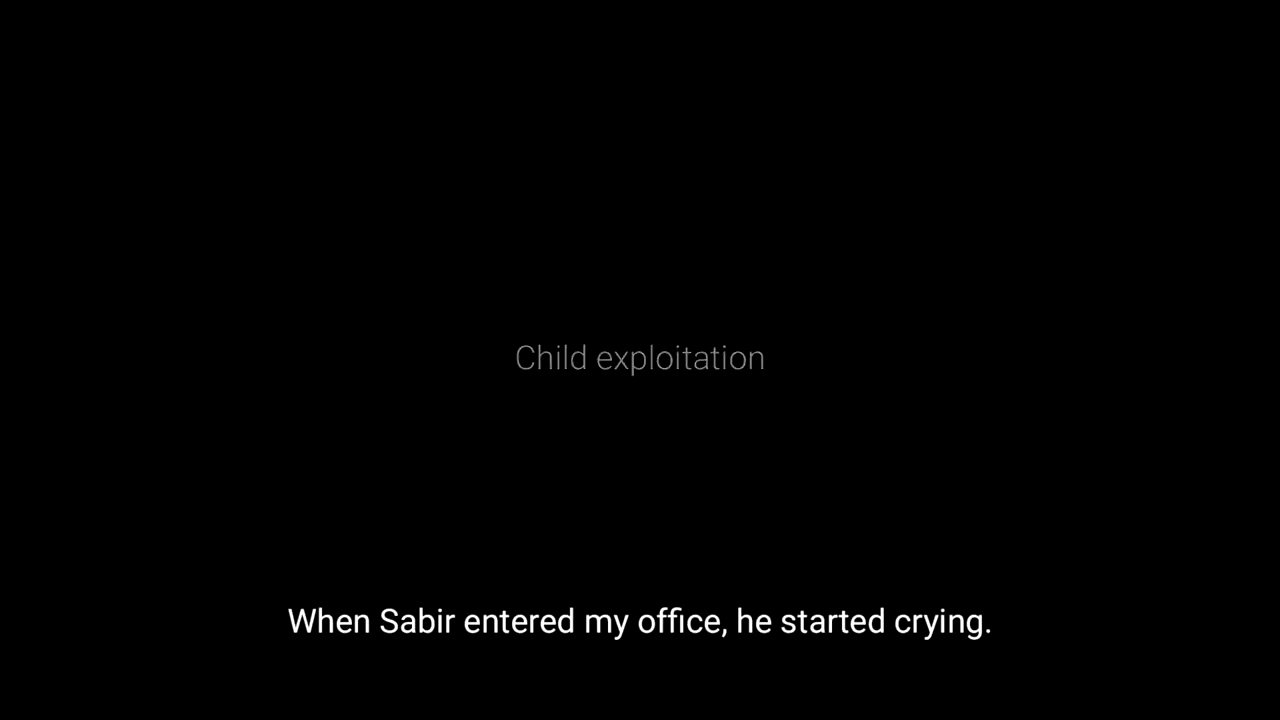 Child exploitation
When Sabir entered my office, he started crying.